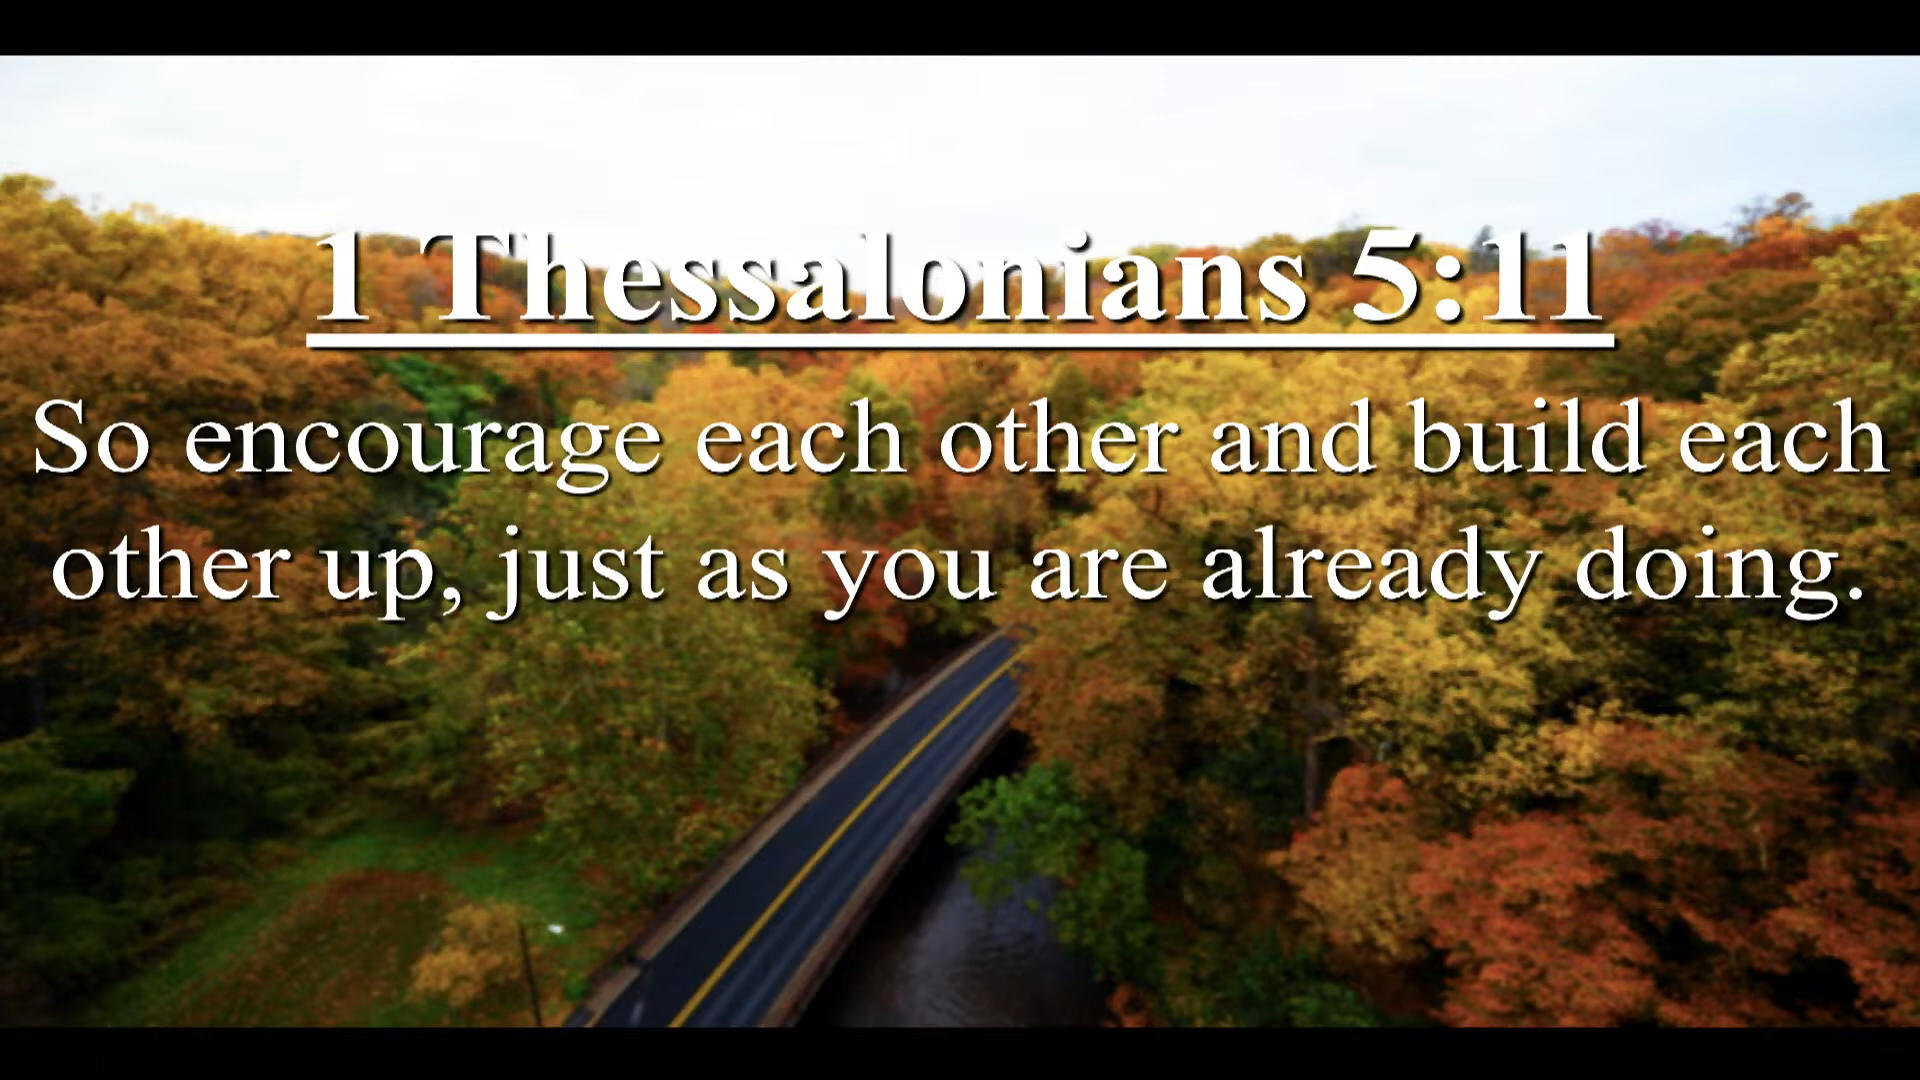 1 Thessalonians 5:11
So encourage each other and build each
other up, just as you are already doing.